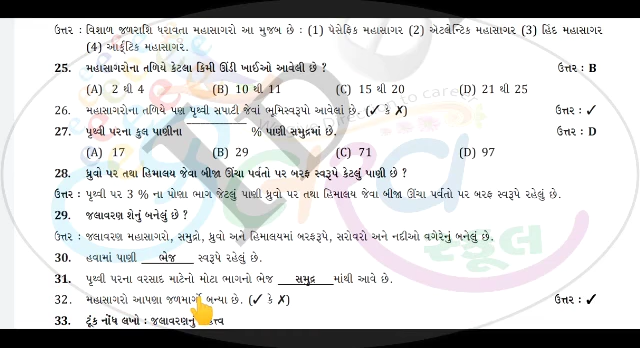 ઉત્તર : વિશાળ જળરાશિ ધરાવતા મહાસાગરો આ મુજબ છે : (1) પેસેફિક મહાસાગર (2) એટલેન્ટિક મહાસાગર (3) હિંદ મહાસાગર
(4) આર્ક્ટિક મહાસાગર.
25. મહાસાગરોના તળિયે કેટલા કિમી ઊંડી ખાઈઓ આવેલી છે ? ઉત્તર : B
(A) 2 થી 4 (B) 10 થી 11 (C) 15 થી 20 (D) 21 થી 25
26. મહાસાગરોના તળિયે પણ પૃથ્વી સપાટી જેવાં ભૂમિસ્વરૂપો આવેલાં છે. (✓ કે ✗) ઉત્તર : ✓
27. પૃથ્વી પરના કુલ પાણીના ________ % પાણી સમુદ્રમાં છે. ઉત્તર : D
(A) 17 (B) 29 (C) 71 (D) 97
28. ધ્રુવો પર તથા હિમાલય જેવા બીજા ઊંચા પર્વતો પર બરફ સ્વરૂપે કેટલું પાણી છે ?
ઉત્તર : પૃથ્વી પર 3 % ના પોણા ભાગ જેટલું પાણી ધ્રુવો પર તથા હિમાલય જેવા બીજા ઊંચા પર્વતો પર બરફ સ્વરૂપે રહેલું છે.
29. જલાવરણ શેનું બનેલું છે ?
ઉત્તર : જલાવરણ મહાસાગરો, સમુદ્રો, ધ્રુવો અને હિમાલયમાં બરફરૂપે, સરોવરો અને નદીઓ વગેરેનું બનેલું છે.
30. હવામાં પાણી ભેજ સ્વરૂપે રહેલું છે.
31. પૃથ્વી પરના વરસાદ માટેનો મોટા ભાગનો ભેજ સમુદ્ર માંથી આવે છે.
32. મહાસાગરો આપણા જળમાર્ગો બન્યા છે. (✓ કે ✗) ઉત્તર : ✓
33. ટૂંક નોંધ લખો : જલાવરણનું
સ્કૂલ